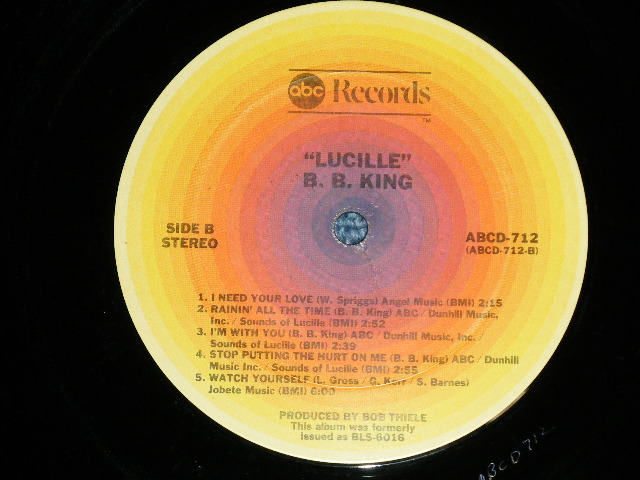 abc Records
TM
"LUCILLE"
B. B. KING
SIDE B
STEREO
ABCD-712
(ABCD-712-B)
1. I NEED YOUR LOVE (W. Spriggs) Angel Music (BMI) 2:15
2. RAININ' ALL THE TIME (B. B. King) ABC / Dunhill Music,
Inc. / Sounds of Lucille (BMI) 2:52
3. I'M WITH YOU (B. B. King) ABC / Dunhill Music, Inc.
Sounds of Lucille (BMI) 2:39
4. STOP PUTTING THE HURT ON ME (B. B. King) ABC / Dunhill
Music Inc. / Sounds of Lucille (BMI) 2:55
5. WATCH YOURSELF (L. Gross / G. Kerr / S. Barnes)
Jobete Music (BMI) 6:00
PRODUCED BY BOB THIELE
This album was formerly
issued as BLS-6016
ABCD 712